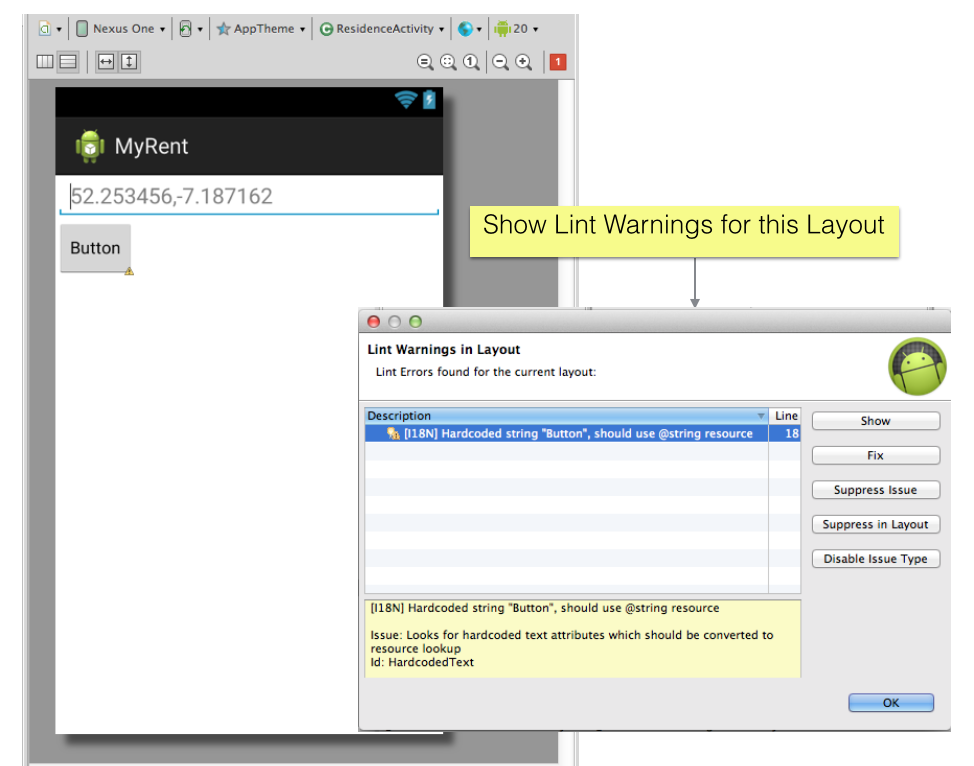 Nexus One AppTheme ResidenceActivity 20
1
1
MyRent
52.253456,-7.187162
Button
Show Lint Warnings for this Layout
Lint Warnings in Layout
Lint Errors found for the current layout:
Description Line
[I18N] Hardcoded string "Button", should use @string resource 18
Show
Fix
Suppress Issue
Suppress in Layout
Disable Issue Type
[I18N] Hardcoded string "Button", should use @string resource
Issue: Looks for hardcoded text attributes which should be converted to
resource lookup
Id: HardcodedText
OK